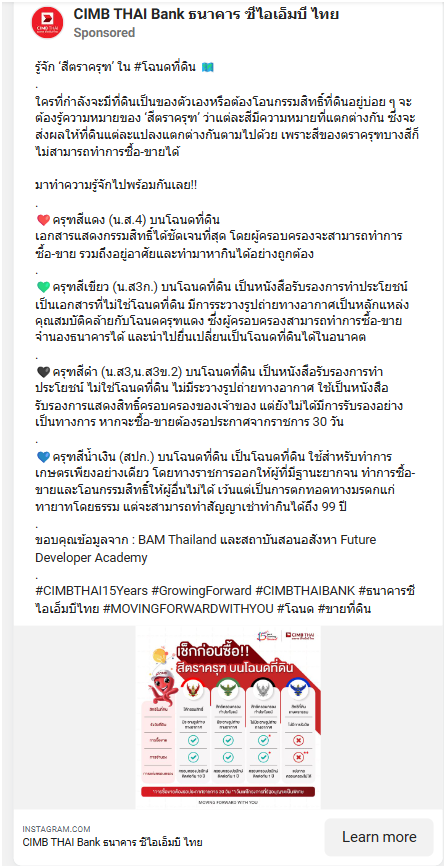 CIMB THAI Bank ธนาคาร ซีไอเอ็มบี ไทย
Sponsored
รู้จัก ‘สีตราครุฑ’ ใน #โฉนดที่ดิน
.
ใครที่กำลังจะมีที่ดินเป็นของตัวเองหรือต้องโอนกรรมสิทธิ์ที่ดินอยู่บ่อย ๆ จะ
ต้องรู้ความหมายของ ‘สีตราครุฑ’ ว่าแต่ละสีมีความหมายที่แตกต่างกัน ซึ่งจะ
ส่งผลให้ที่ดินแต่ละแปลงแตกต่างกันตามไปด้วย เพราะสีของตราครุฑบางสีก็
ไม่สามารถทำการซื้อ-ขายได้
มาทำความรู้จักไปพร้อมกันเลย!!
.
ครุฑสีแดง (น.ส.4) บนโฉนดที่ดิน
เอกสารแสดงกรรมสิทธิ์ได้ชัดเจนที่สุด โดยผู้ครอบครองจะสามารถทำการ
ซื้อ-ขาย รวมถึงอยู่อาศัยและทำมาหากินได้อย่างถูกต้อง
.
ครุฑสีเขียว (น.ส3ก.) บนโฉนดที่ดิน เป็นหนังสือรับรองการทำประโยชน์
เป็นเอกสารที่ไม่ใช่โฉนดที่ดิน มีการระวางรูปถ่ายทางอากาศเป็นหลักแหล่ง
คุณสมบัติคล้ายกับโฉนดครุฑแดง ซึ่งผู้ครอบครองสามารถทำการซื้อ-ขาย
จำนองธนาคารได้ และนำไปยื่นเปลี่ยนเป็นโฉนดที่ดินได้ในอนาคต
.
ครุฑสีดำ (น.ส3,น.ส3ข.2) บนโฉนดที่ดิน เป็นหนังสือรับรองการทำ
ประโยชน์ ไม่ใช่โฉนดที่ดิน ไม่มีระวางรูปถ่ายทางอากาศ ใช้เป็นหนังสือ
รับรองการแสดงสิทธิ์ครอบครองของเจ้าของ แต่ยังไม่ได้มีการรับรองอย่าง
เป็นทางการ หากจะซื้อ-ขายต้องรอประกาศจากราชการ 30 วัน
.
ครุฑสีน้ำเงิน (สปก.) บนโฉนดที่ดิน เป็นโฉนดที่ดิน ใช้สำหรับทำการ
เกษตรเพียงอย่างเดียว โดยทางราชการออกให้ผู้ที่มีฐานะยากจน ทำการซื้อ-
ขายและโอนกรรมสิทธิ์ให้ผู้อื่นไม่ได้ เว้นแต่เป็นการตกทอดทางมรดกแก่
ทายาทโดยธรรม แต่จะสามารถทำสัญญาเช่าทำกินได้ถึง 99 ปี
.
ขอบคุณข้อมูลจาก : BAM Thailand และสถาบันสอนอสังหา Future
Developer Academy
.
#CIMBTHAI15Years #GrowingForward #CIMBTHAIBANK #ธนาคารซี
ไอเอ็มบีไทย #MOVINGFORWARDWITHYOU #โฉนด #ขายที่ดิน
CIMB THAI
เช็กก่อนซื้อ!!
สีตราครุฑ บนโฉนดที่ดิน
MOVING FORWARD WITH YOU
INSTAGRAM.COM
CIMB THAI Bank ธนาคาร ซีไอเอ็มบี ไทย
Learn more